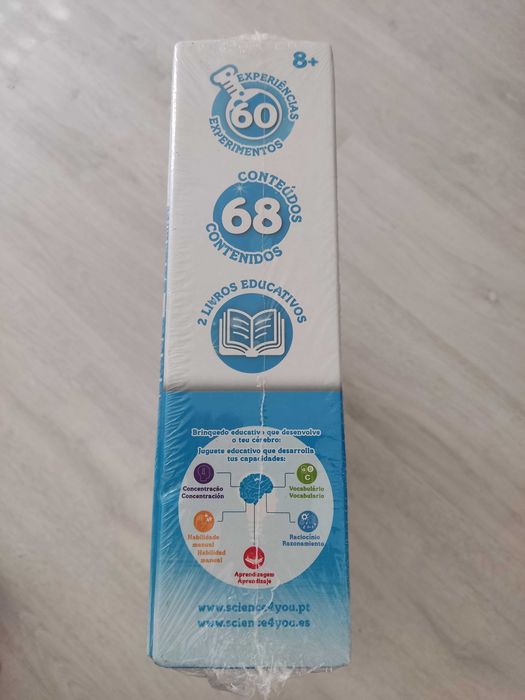 8+
EXPERIÊNCIAS
60
EXPERIMENTOS
CONTEÚDOS
68
CONTENIDOS
2 LIVROS EDUCATIVOS
Brinquedo educativo que desenvolve
o teu cérebro:
Juguete educativo que desarrolla
tus capacidades:
Concentração
Concentración
C
Vocabulário
Vocabulario
Habilidade
manual
Habilidad
manual
Raciocínio
Razonamiento
Aprendizagem
Aprendizaje
www.science4you.pt
www.science4you.es